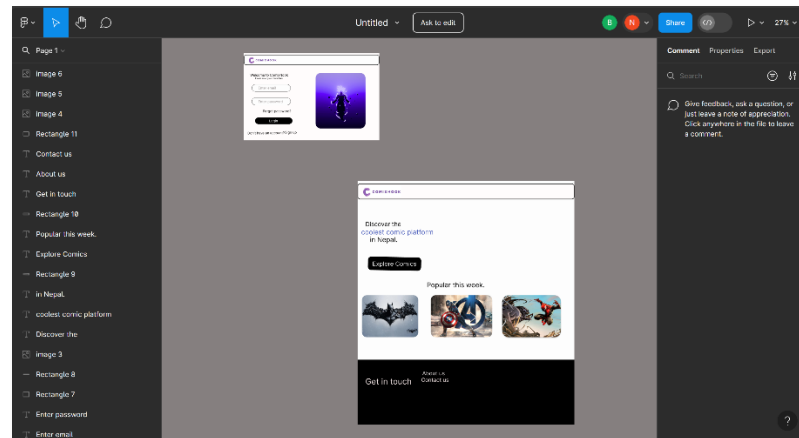 Untitled
Ask to edit
B
N
Share
27%
Page 1
Image 6
Image 5
Image 4
Rectangle 11
Contact us
About us
Get in touch
Rectangle 10
Popular this week.
Explore Comics
Rectangle 9
in Nepal.
coolest comic platform
Discover the
image 3
Rectangle 8
Rectangle 7
Enter password
Enter email
Login
COMICHOOK
Discover the
coolest comic platform
in Nepal.
Explore Comics
Popular this week.
Get in touch
About us
Contact us
Comment Properties Export
Search
Give feedback, ask a question, or
just leave a note of appreciation.
Click anywhere in the file to leave
a comment.
?